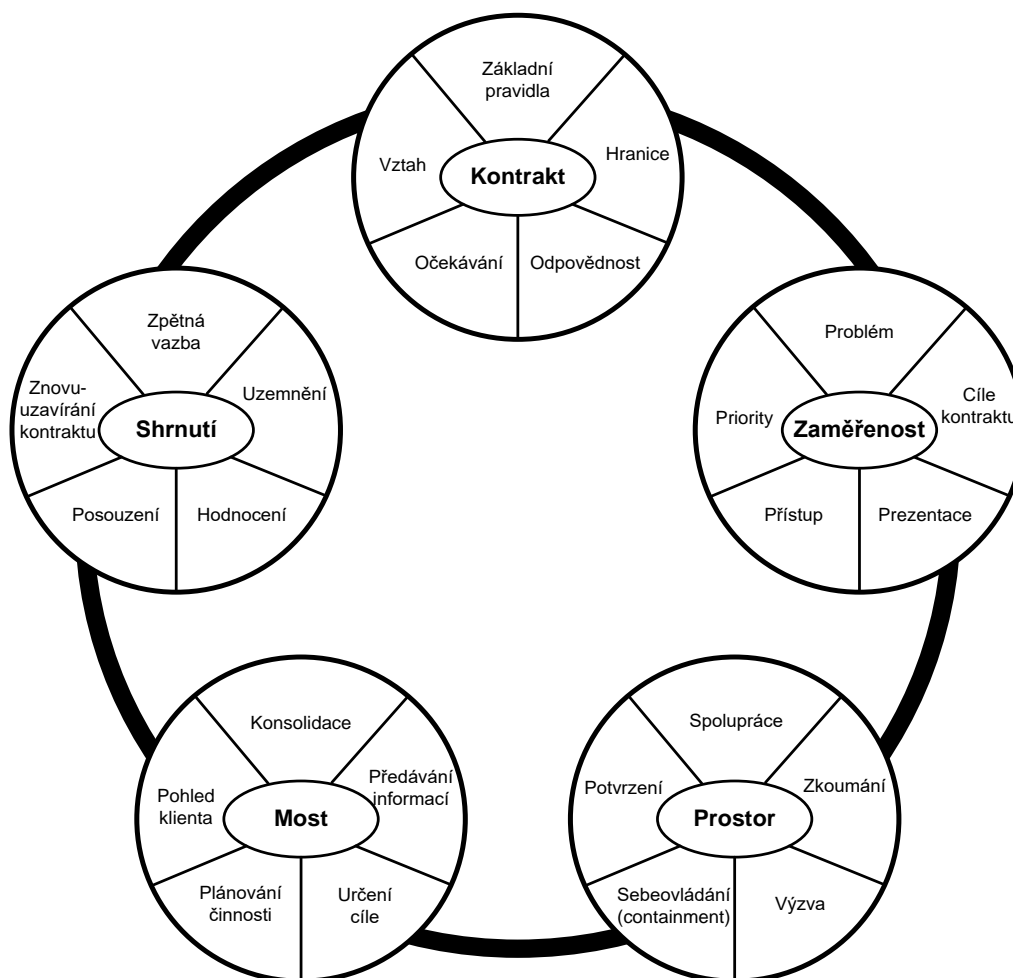 Základní
pravidla
Vztah
Hranice
Kontrakt
Očekávání
Odpovědnost
Zpětná
vazba
Znovu-
uzavírání
kontraktu
Uzemnění
Shrnutí
Posouzení
Hodnocení
Problém
Priority
Cíle
kontraktu
Zaměřenost
Přístup
Prezentace
Konsolidace
Pohled
klienta
Předávání
informací
Most
Plánování
činnosti
Určení
cíle
Spolupráce
Potvrzení
Zkoumání
Prostor
Sebeovládání
(containment)
Výzva